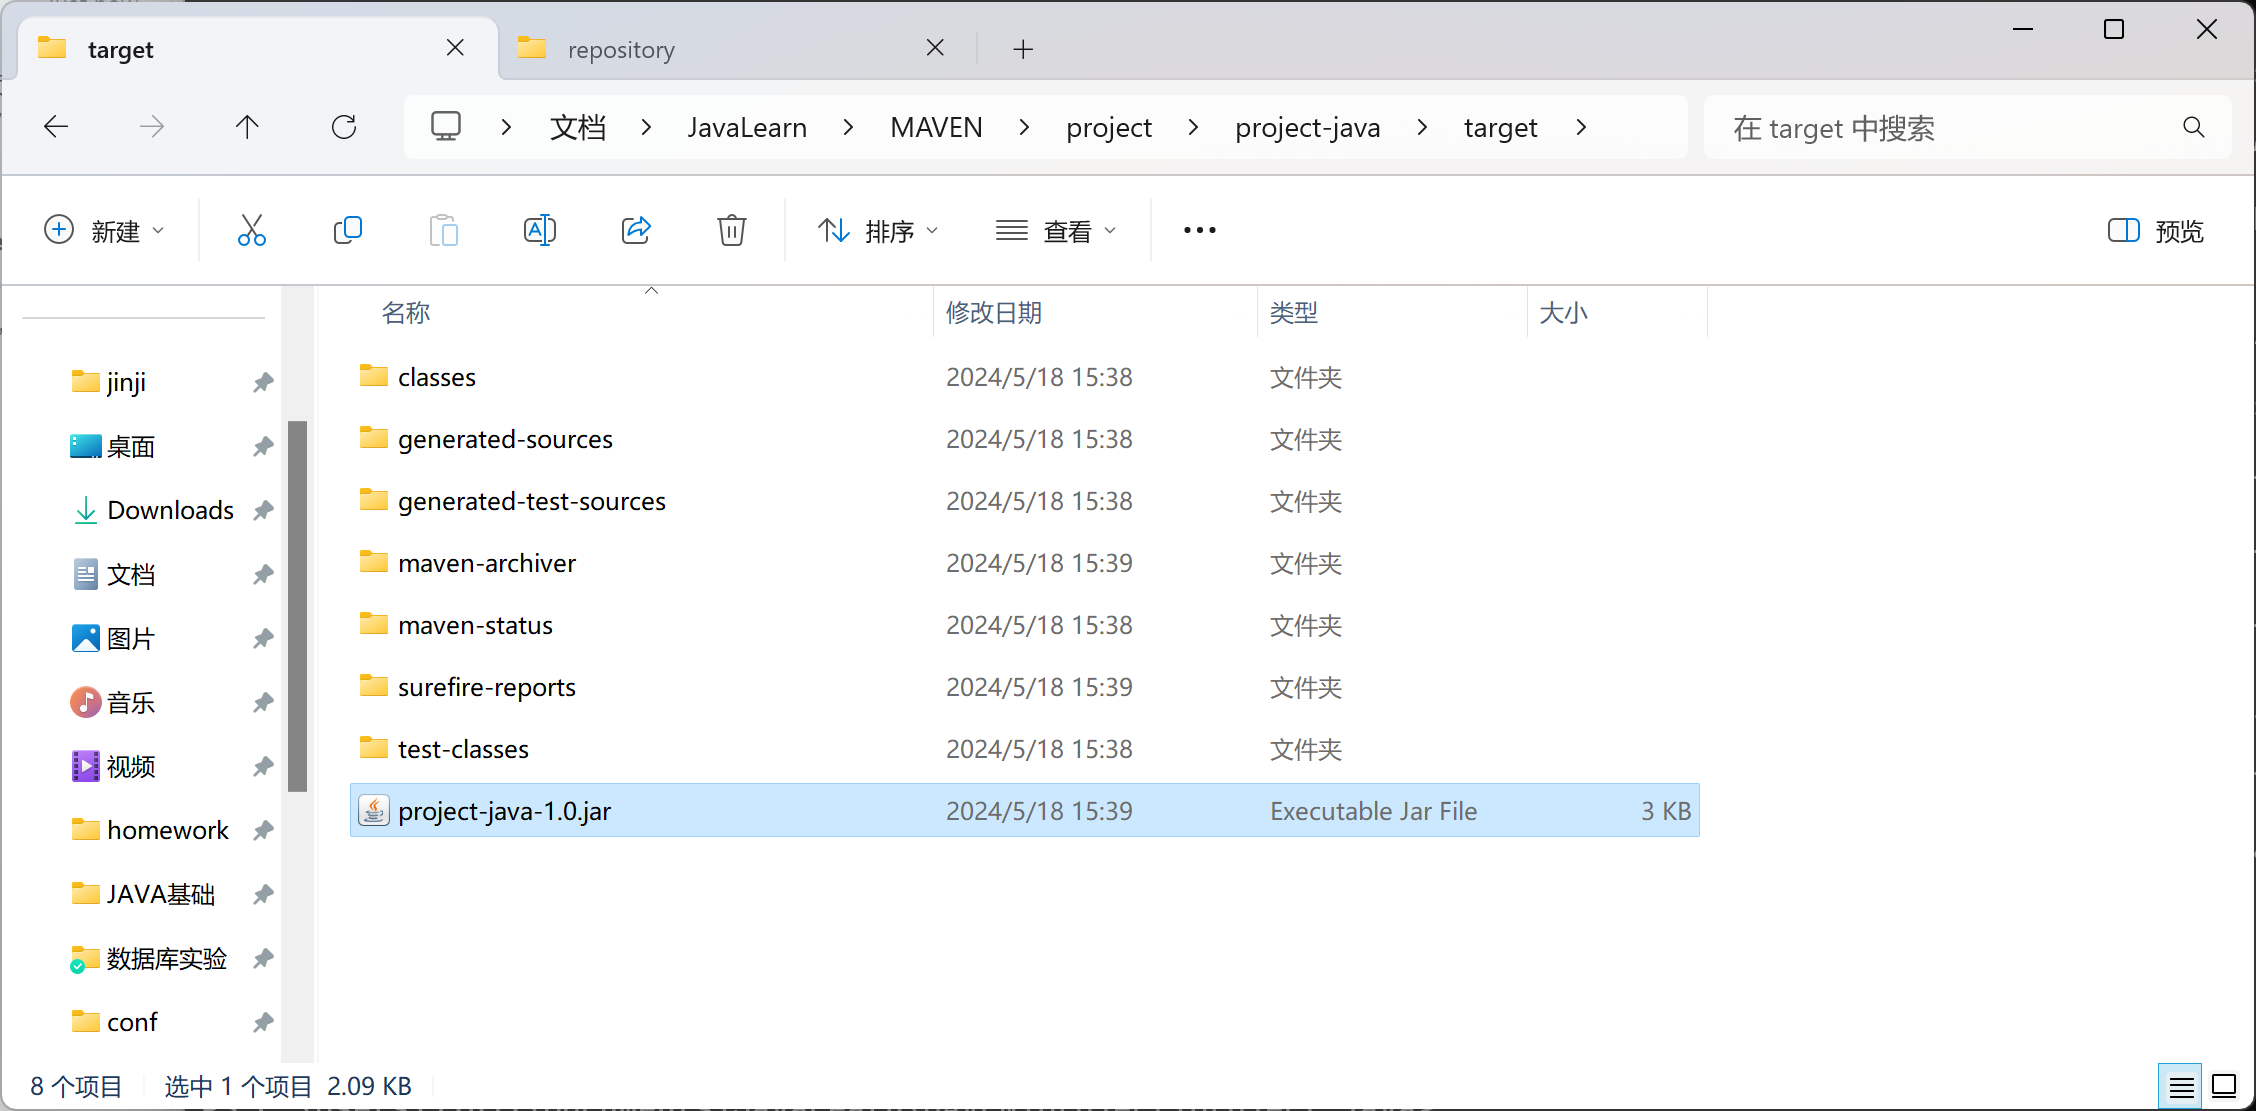 target
repository
文档 JavaLearn MAVEN project project-java target
在 target 中搜索
新建 排序 查看 预览
名称 修改日期 类型 大小
jinji
桌面
Downloads
文档
图片
音乐
视频
homework
JAVA基础
数据库实验
conf
classes 2024/5/18 15:38 文件夹
generated-sources 2024/5/18 15:38 文件夹
generated-test-sources 2024/5/18 15:38 文件夹
maven-archiver 2024/5/18 15:39 文件夹
maven-status 2024/5/18 15:38 文件夹
surefire-reports 2024/5/18 15:39 文件夹
test-classes 2024/5/18 15:38 文件夹
project-java-1.0.jar 2024/5/18 15:39 Executable Jar File 3 KB
8 个项目 选中 1 个项目 2.09 KB